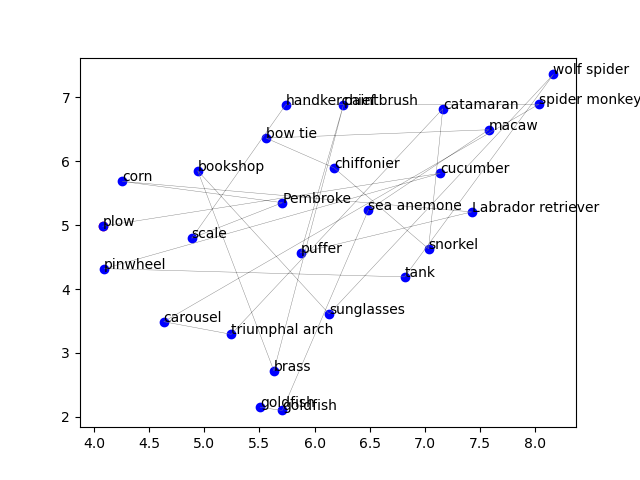 wolf spider
handkerchief
paintbrush
spider monkey
catamaran
macaw
bow tie
chiffonier
bookshop
cucumber
corn
Pembroke
sea anemone
Labrador retriever
plow
scale
puffer
snorkel
pinwheel
tank
sunglasses
carousel
triumphal arch
brass
goldfish
goldfish
7
6
5
4
3
2
4.0 4.5 5.0 5.5 6.0 6.5 7.0 7.5 8.0